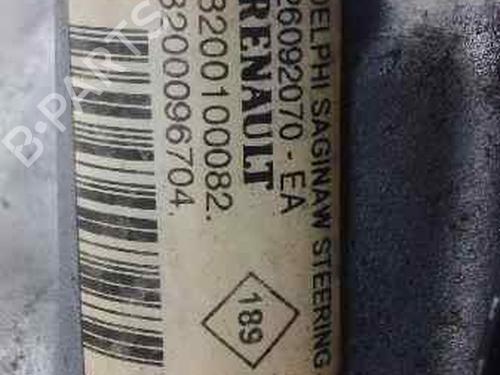 DELPHI SAGINAW STEERING
26092070 - EA
RENAULT
8200100082.
8200096704.
189
B-PARTS